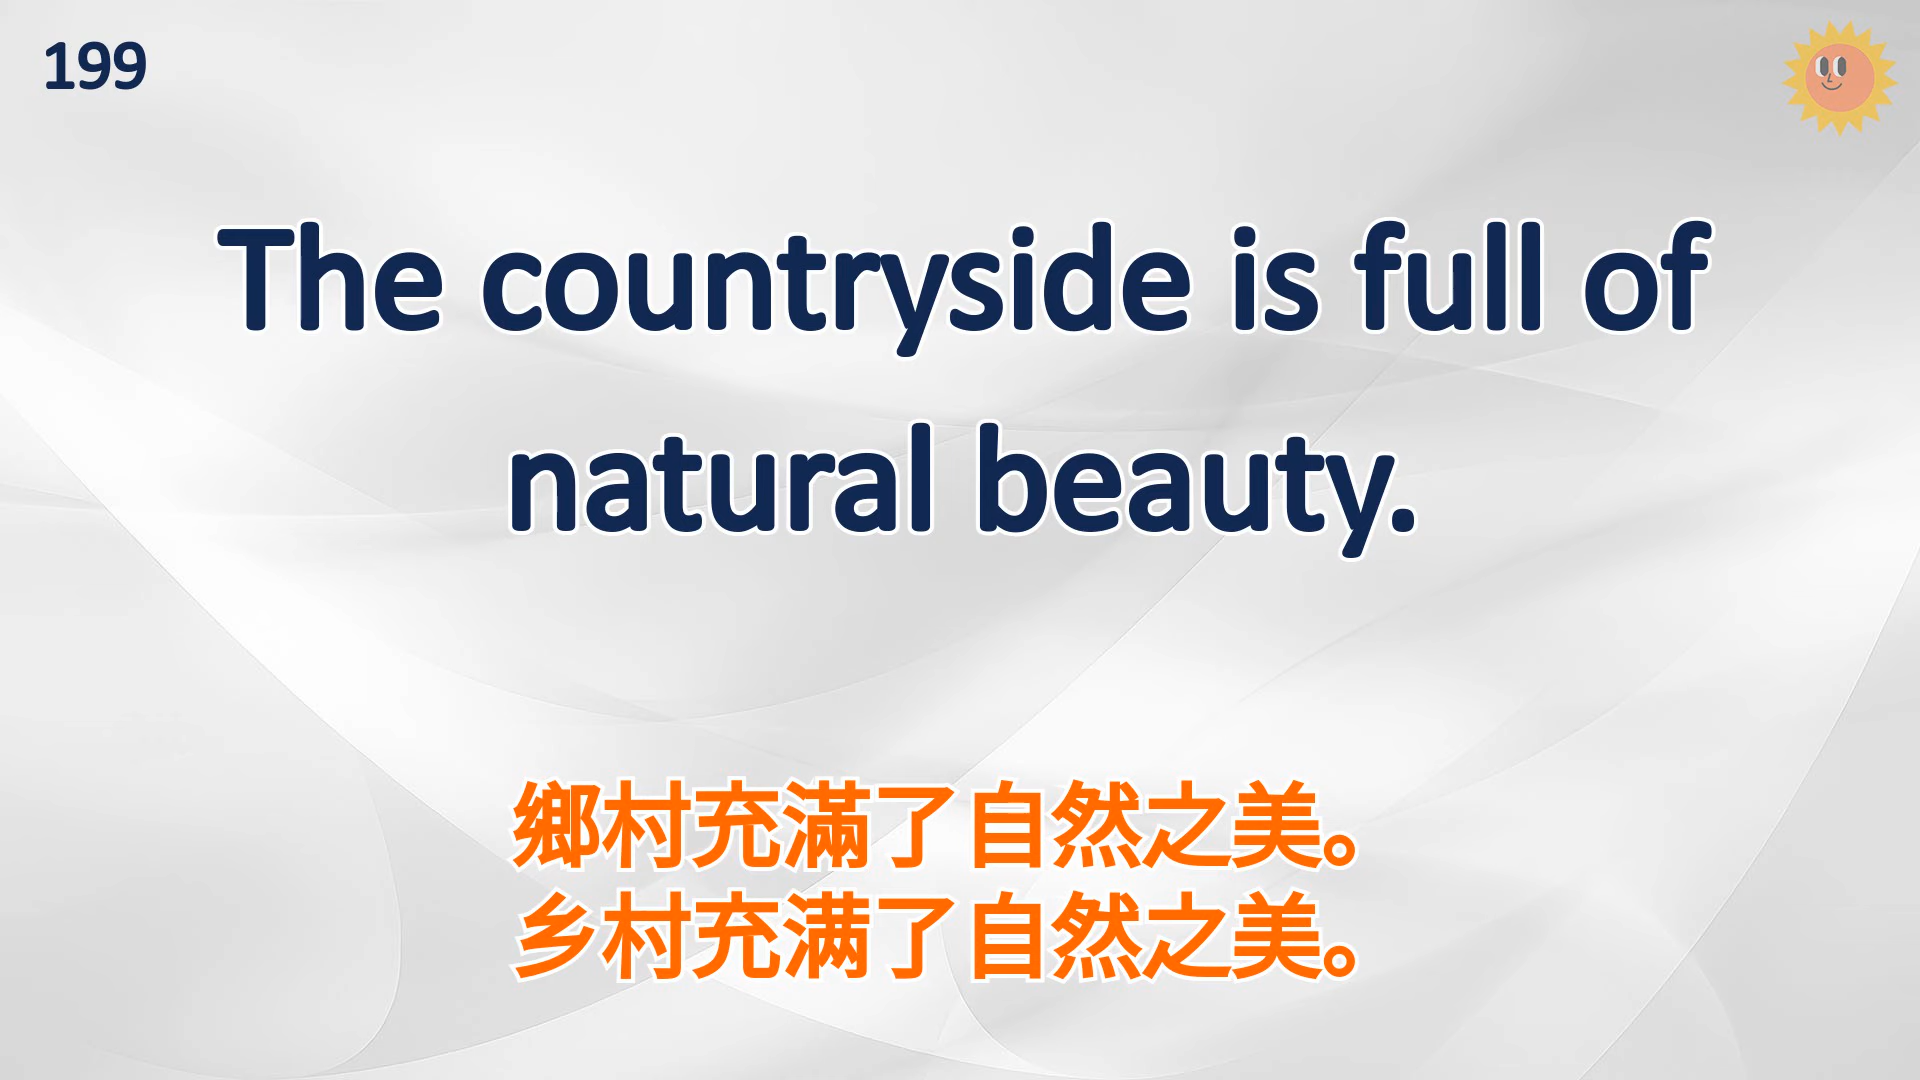 199
The countryside is full of
natural beauty.
鄉村充滿了自然之美。
乡村充满了自然之美。